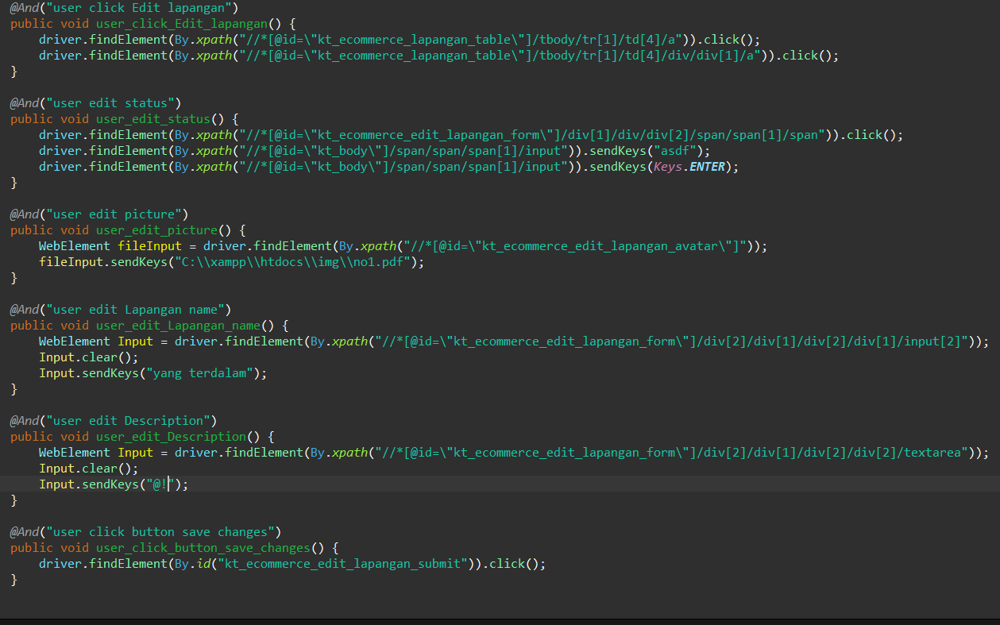 @And("user click Edit lapangan")
public void user_click_Edit_lapangan() {
    driver.findElement(By.xpath("//*[@id=\"kt_ecommerce_lapangan_table\"]/tbody/tr[1]/td[4]/a")).click();
    driver.findElement(By.xpath("//*[@id=\"kt_ecommerce_lapangan_table\"]/tbody/tr[1]/td[4]/div/div[1]/a")).click();
}
@And("user edit status")
public void user_edit_status() {
    driver.findElement(By.xpath("//*[@id=\"kt_ecommerce_edit_lapangan_form\"]/div[1]/div/div[2]/span/span[1]/span")).click();
    driver.findElement(By.xpath("//*[@id=\"kt_body\"]/span/span/span[1]/input")).sendKeys("asdf");
    driver.findElement(By.xpath("//*[@id=\"kt_body\"]/span/span/span[1]/input")).sendKeys(Keys.ENTER);
}
@And("user edit picture")
public void user_edit_picture() {
    WebElement fileInput = driver.findElement(By.xpath("//*[@id=\"kt_ecommerce_edit_lapangan_avatar\"]"));
    fileInput.sendKeys("C:\\xampp\\htdocs\\img\\no1.pdf");
}
@And("user edit Lapangan name")
public void user_edit_Lapangan_name() {
    WebElement Input = driver.findElement(By.xpath("//*[@id=\"kt_ecommerce_edit_lapangan_form\"]/div[2]/div[1]/div[2]/div[1]/input[2]"));
    Input.clear();
    Input.sendKeys("yang terdalam");
}
@And("user edit Description")
public void user_edit_Description() {
    WebElement Input = driver.findElement(By.xpath("//*[@id=\"kt_ecommerce_edit_lapangan_form\"]/div[2]/div[1]/div[2]/div[2]/textarea"));
    Input.clear();
    Input.sendKeys("@!");
}
@And("user click button save changes")
public void user_click_button_save_changes() {
    driver.findElement(By.id("kt_ecommerce_edit_lapangan_submit")).click();
}